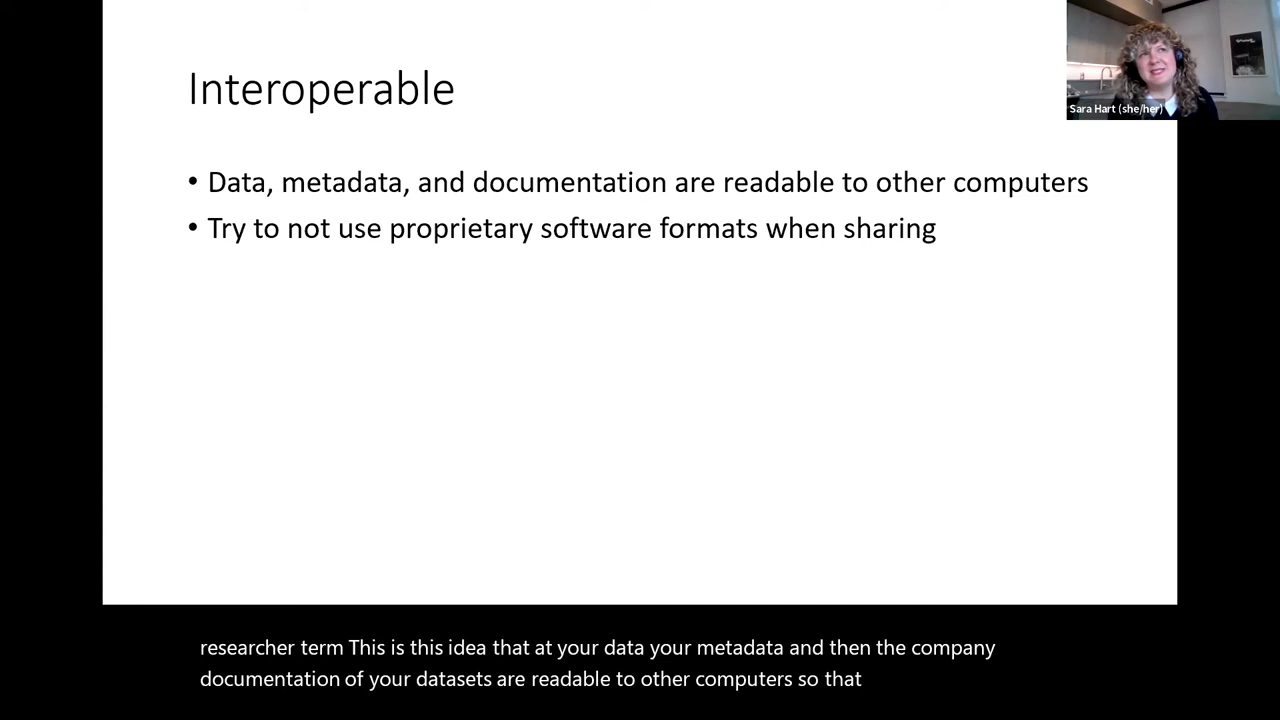 Interoperable
Sara Hart (she/her)
• Data, metadata, and documentation are readable to other computers
• Try to not use proprietary software formats when sharing
researcher term This is this idea that at your data your metadata and then the company
documentation of your datasets are readable to other computers so that